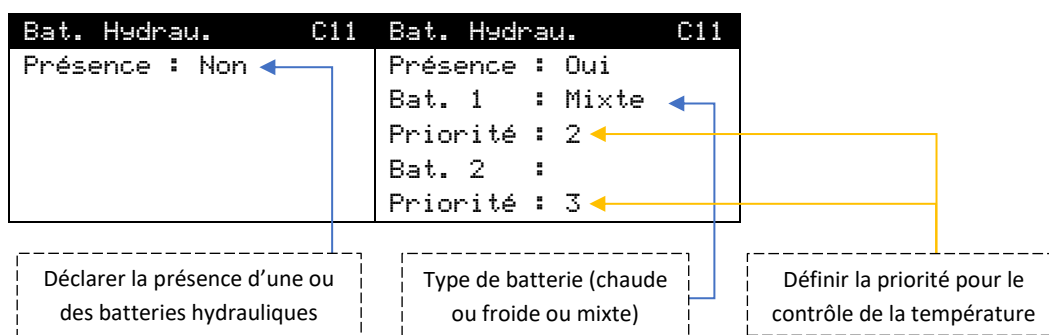 Bat. Hydrau. C11
Présence : Non
Bat. Hydrau. C11
Présence : Oui
Bat. 1 : Mixte
Priorité : 2
Bat. 2 :
Priorité : 3
Déclarer la présence d’une ou
des batteries hydrauliques
Type de batterie (chaude
ou froide ou mixte)
Définir la priorité pour le
contrôle de la température